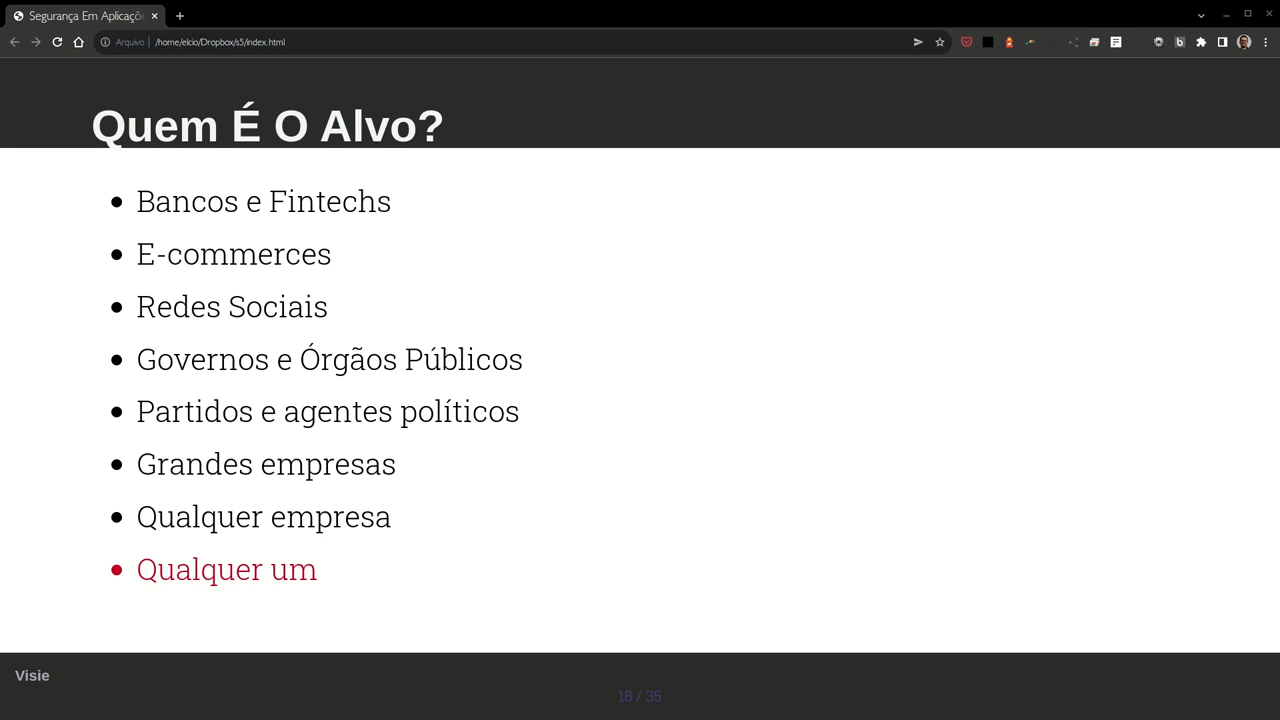 Segurança Em Aplicaçõe
Arquivo
/home/elcio/Dropbox/s5/index.html
Quem É O Alvo?
Bancos e Fintechs
E-commerces
Redes Sociais
Governos e Órgãos Públicos
Partidos e agentes políticos
Grandes empresas
Qualquer empresa
Qualquer um
Visie
18 / 35